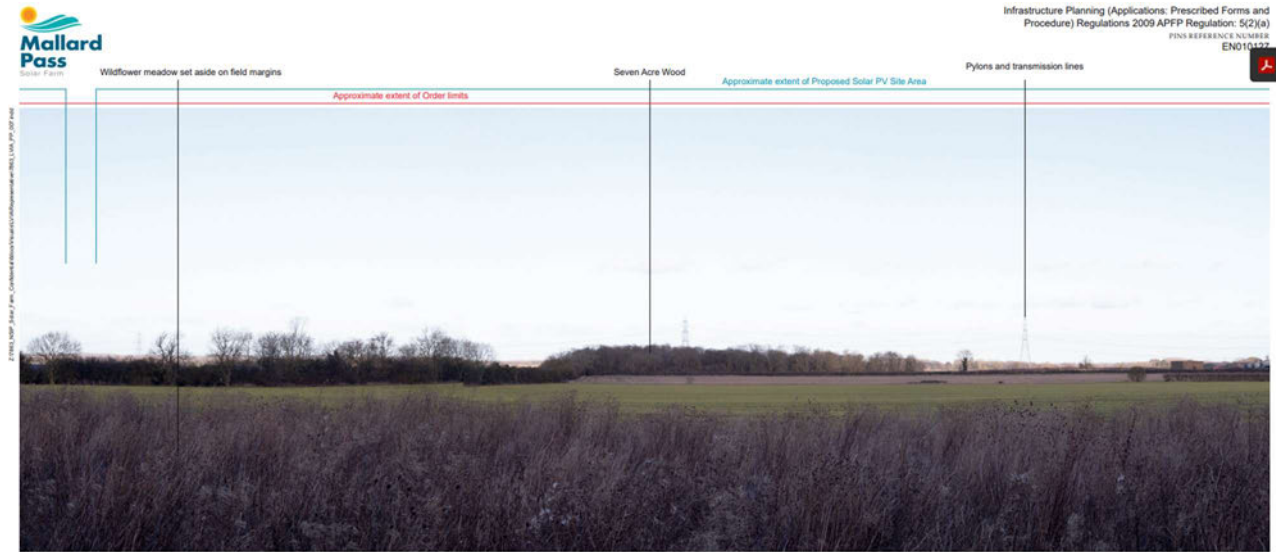 Mallard
Pass
Solar Farm
Infrastructure Planning (Applications: Prescribed Forms and
Procedure) Regulations 2009 APFP Regulation: 5(2)(a)
PINS REFERENCE NUMBER
EN010127
Wildflower meadow set aside on field margins
Seven Acre Wood
Pylons and transmission lines
Approximate extent of Proposed Solar PV Site Area
Approximate extent of Order limits